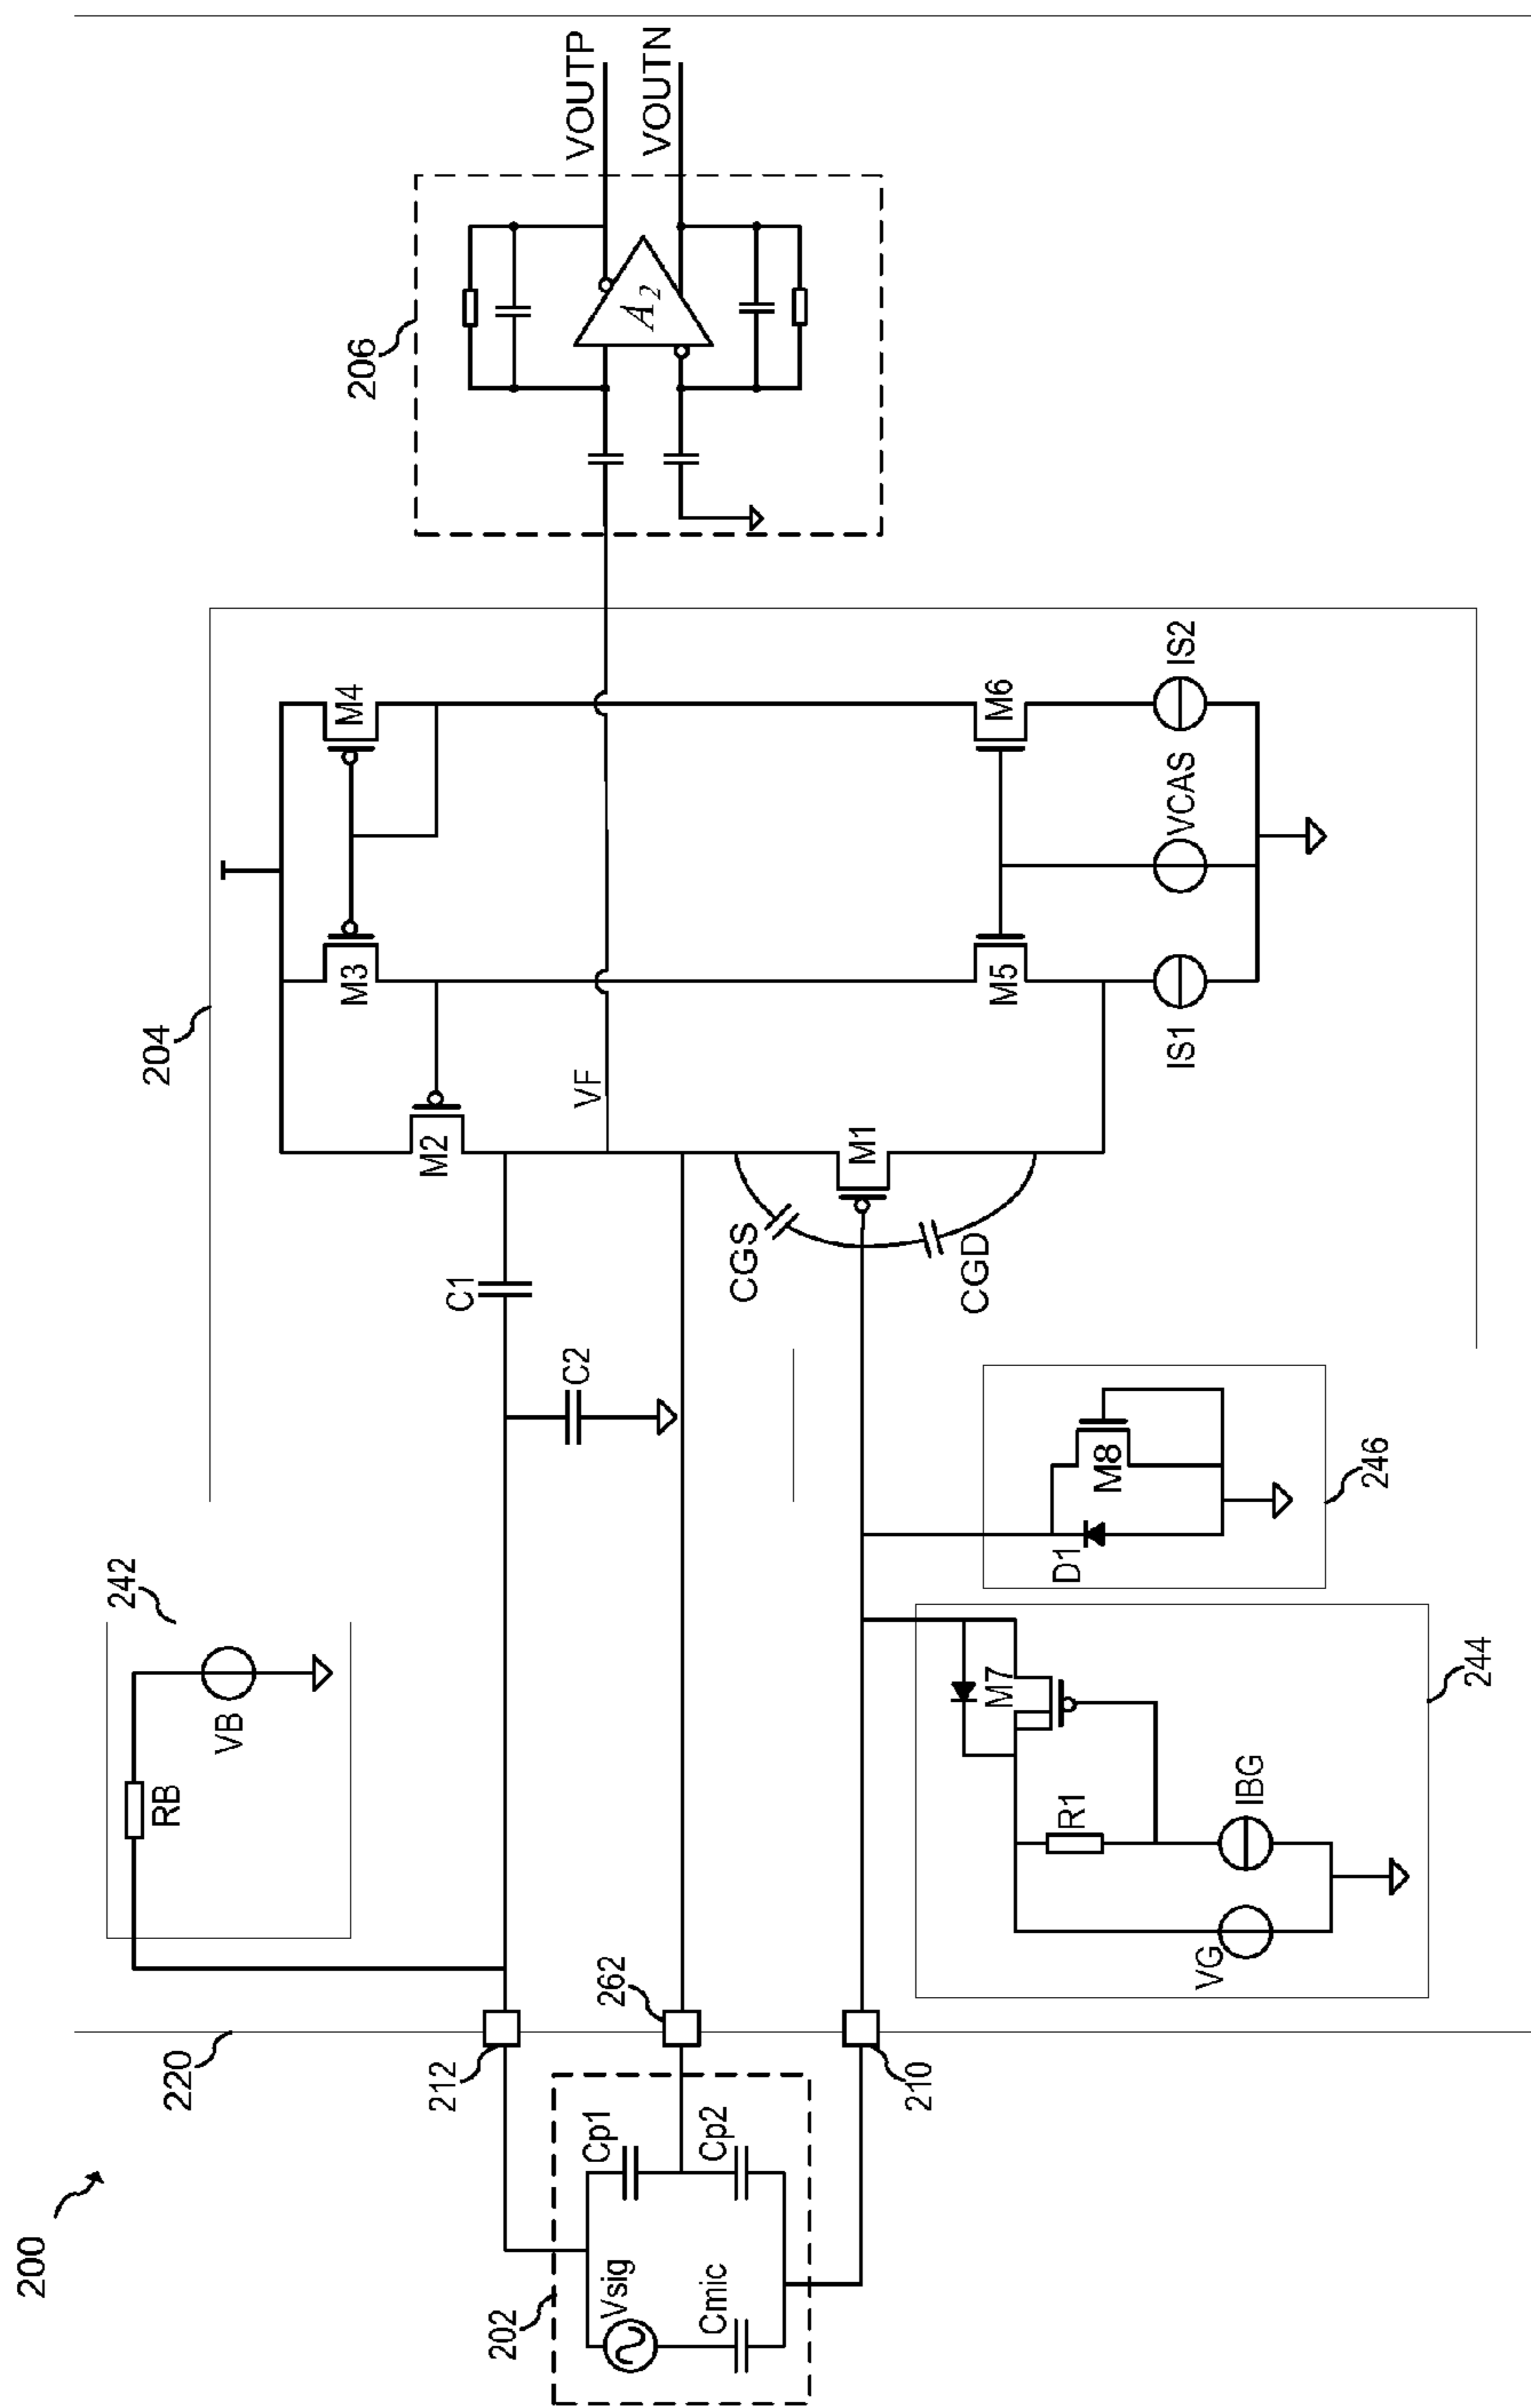 200
202
Vsig
Cmic
Cp1
Cp2
220
212
262
210
242
RB
VB
244
VG
IBG
R1
M7
246
D1
M8
204
C1
C2
CGS
CGD
M1
M2
VF
M3
M4
M5
M6
IS1
VCAS
IS2
206
A2
VOUTP
VOUTN